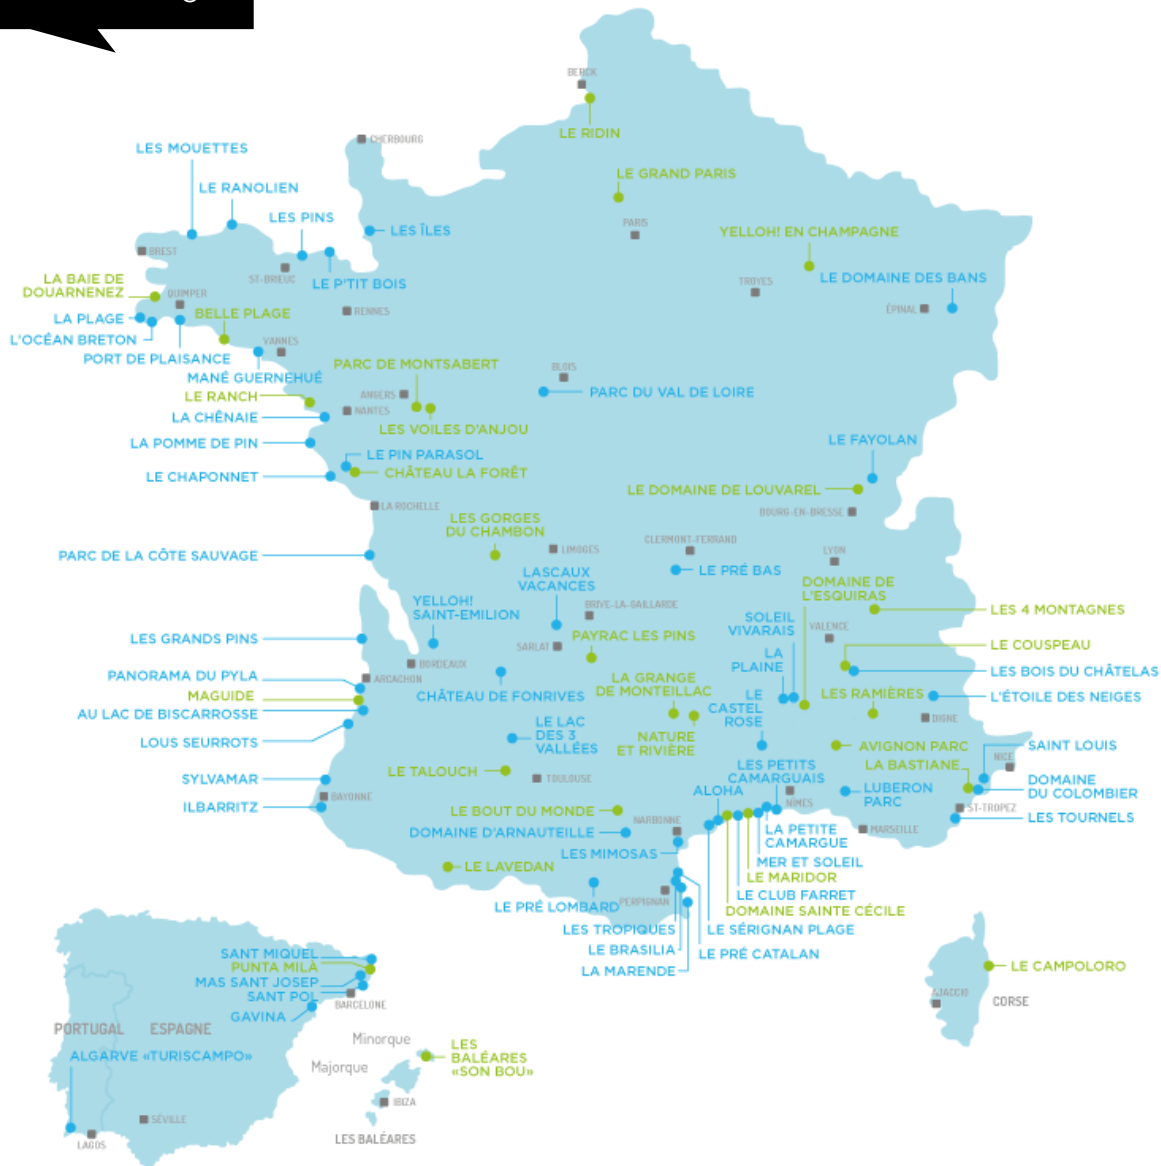 BERCK
LE RIDIN
CHERBOURG
LES MOUETTES
LE GRAND PARIS
LE RANOLIEN
LES PINS
PARIS
LES ÎLES
YELLOH! EN CHAMPAGNE
BREST
ST-BRIEUC
LE P'TIT BOIS
TROYES
LE DOMAINE DES BANS
LA BAIE DE
DOUARNENEZ
QUIMPER
RENNES
ÉPINAL
LA PLAGE
BELLE PLAGE
L'OCÉAN BRETON
PORT DE PLAISANCE
VANNES
MANÉ GUERNEHUÉ
PARC DE MONTSABERT
BLOIS
LE RANCH
ANGERS
PARC DU VAL DE LOIRE
LA CHÊNAIE
NANTES
LES VOILES D'ANJOU
LA POMME DE PIN
LE FAYOLAN
LE PIN PARASOL
LE CHAPONNET
CHÂTEAU LA FORÊT
LE DOMAINE DE LOUVAREL
LA ROCHELLE
BOURG-EN-BRESSE
LES GORGES
DU CHAMBON
CLERMONT-FERRAND
PARC DE LA CÔTE SAUVAGE
LIMOGES
LYON
LASCAUX
VACANCES
LE PRÉ BAS
DOMAINE DE
L'ESQUIRAS
YELLOH!
SAINT-EMILION
BRIVE-LA-GAILLARDE
SOLEIL
VIVARAIS
LES 4 MONTAGNES
VALENCE
LES GRANDS PINS
SARLAT
PAYRAC LES PINS
LE COUSPEAU
LA
PLAINE
BORDEAUX
LES BOIS DU CHÂTELAS
PANORAMA DU PYLA
ARCACHON
LA GRANGE
DE MONTEILLAC
MAGUIDE
CHÂTEAU DE FONRIVES
LE
CASTEL
ROSE
LES RAMIÈRES
L'ÉTOILE DES NEIGES
AU LAC DE BISCARROSSE
DIGNE
LOUS SEURROTS
LE LAC
DES 3
VALLÉES
NATURE
ET RIVIÈRE
AVIGNON PARC
SAINT LOUIS
NICE
LE TALOUCH
TOULOUSE
LES PETITS
CAMARGUAIS
LA BASTIANE
SYLVAMAR
ALOHA
LUBERON
PARC
DOMAINE
DU COLOMBIER
BAYONNE
NÎMES
ILBARRITZ
LE BOUT DU MONDE
ST-TROPEZ
NARBONNE
LES TOURNELS
DOMAINE D'ARNAUTEILLE
MARSEILLE
LA PETITE
CAMARGUE
LES MIMOSAS
MER ET SOLEIL
LE LAVEDAN
LE MARIDOR
LE CLUB FARRET
LE PRÉ LOMBARD
PERPIGNAN
DOMAINE SAINTE CÉCILE
LES TROPIQUES
LE SÉRIGNAN PLAGE
LE BRASILIA
LE PRÉ CATALAN
LA MARENDE
SANT MIQUEL
PUNTA MILÀ
MAS SANT JOSEP
SANT POL
BARCELONE
GAVINA
LE CAMPOLORO
AJACCIO
CORSE
PORTUGAL
ESPAGNE
Minorque
ALGARVE «TURISCAMPO»
LES
BALÉARES
«SON BOU»
Majorque
IBIZA
SÉVILLE
LAGOS
LES BALÉARES